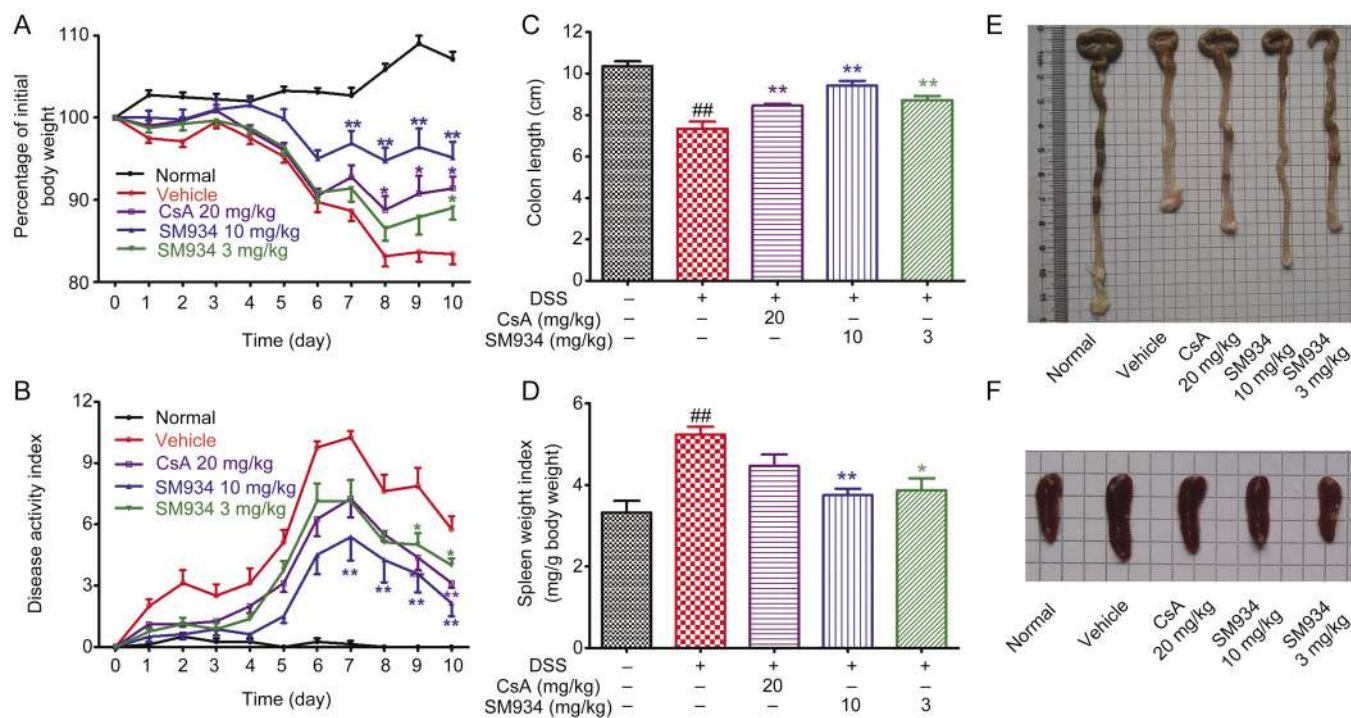 A
Percentage of initial
body weight
110
100
90
80
Normal
Vehicle
CsA 20 mg/kg
SM934 10 mg/kg
SM934 3 mg/kg
** ** ** **
* * *
*
0 1 2 3 4 5 6 7 8 9 10
Time (day)
B
Disease activity index
12
9
6
3
0
Normal
Vehicle
CsA 20 mg/kg
SM934 10 mg/kg
SM934 3 mg/kg
* *
** ** ** **
**
0 1 2 3 4 5 6 7 8 9 10
Time (day)
C
Colon length (cm)
12
10
8
6
4
2
0
## ** ** **
DSS – + + + +
CsA (mg/kg) – – 20 – –
SM934 (mg/kg) – – – 10 3
D
Spleen weight index
(mg/g body weight)
6
4
2
0
## ** *
DSS – + + + +
CsA (mg/kg) – – 20 – –
SM934 (mg/kg) – – – 10 3
E
Normal
Vehicle
CsA
20 mg/kg
SM934
10 mg/kg
SM934
3 mg/kg
F
Normal
Vehicle
CsA
20 mg/kg
SM934
10 mg/kg
SM934
3 mg/kg